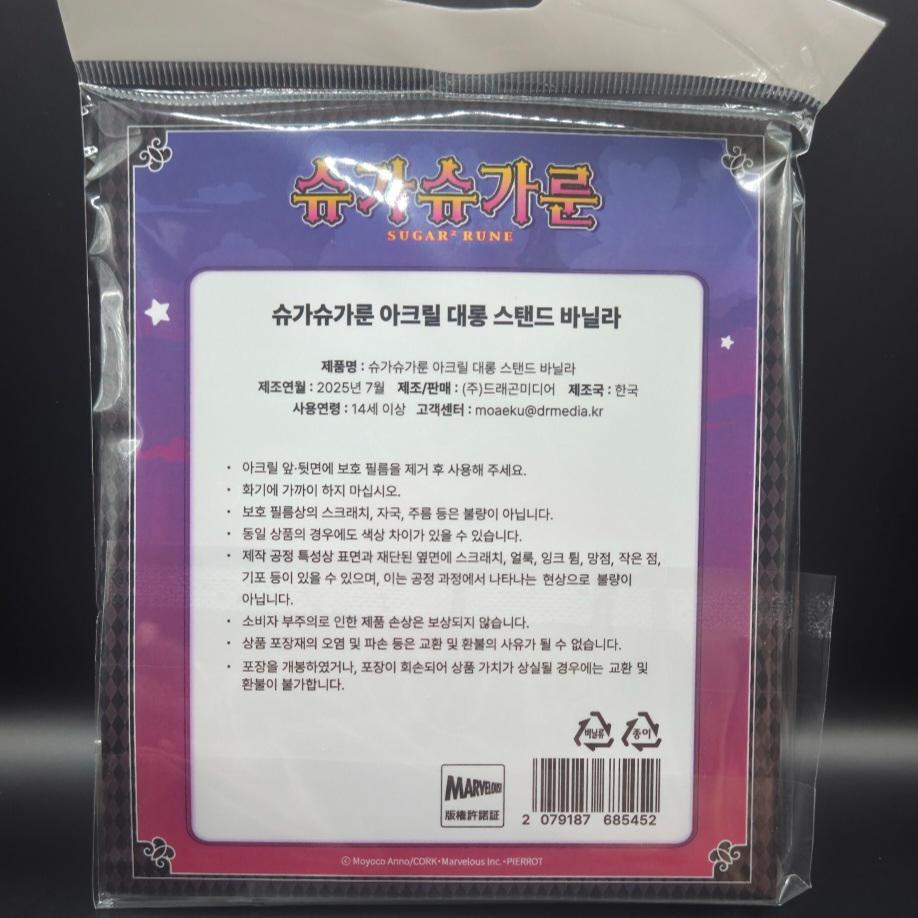 슈가슈가룬
SUGAR² RUNE
슈가슈가룬 아크릴 대롱 스탠드 바닐라
제품명 : 슈가슈가룬 아크릴 대롱 스탠드 바닐라
제조연월 : 2025년 7월 제조/판매 : (주)드래곤미디어 제조국 : 한국
사용연령 : 14세 이상 고객센터 : moaeku@drmedia.kr
· 아크릴 앞·뒷면에 보호 필름을 제거 후 사용해 주세요.
· 화기에 가까이 하지 마십시오.
· 보호 필름상의 스크래치, 자국, 주름 등은 불량이 아닙니다.
· 동일 상품의 경우에도 색상 차이가 있을 수 있습니다.
· 제작 공정 특성상 표면과 재단된 옆면에 스크래치, 얼룩, 잉크 튐, 망점, 작은 점,
기포 등이 있을 수 있으며, 이는 공정 과정에서 나타나는 현상으로 불량이
아닙니다.
· 소비자 부주의로 인한 제품 손상은 보상되지 않습니다.
· 상품 포장재의 오염 및 파손 등은 교환 및 환불의 사유가 될 수 없습니다.
· 포장을 개봉하였거나, 포장이 회손되어 상품 가치가 상실될 경우에는 교환 및
환불이 불가합니다.
비닐류 종이
MARVELOUS!
版権許諾証
2 079187 685452
© Moyoco Anno/CORK・Marvelous Inc.・PIERROT